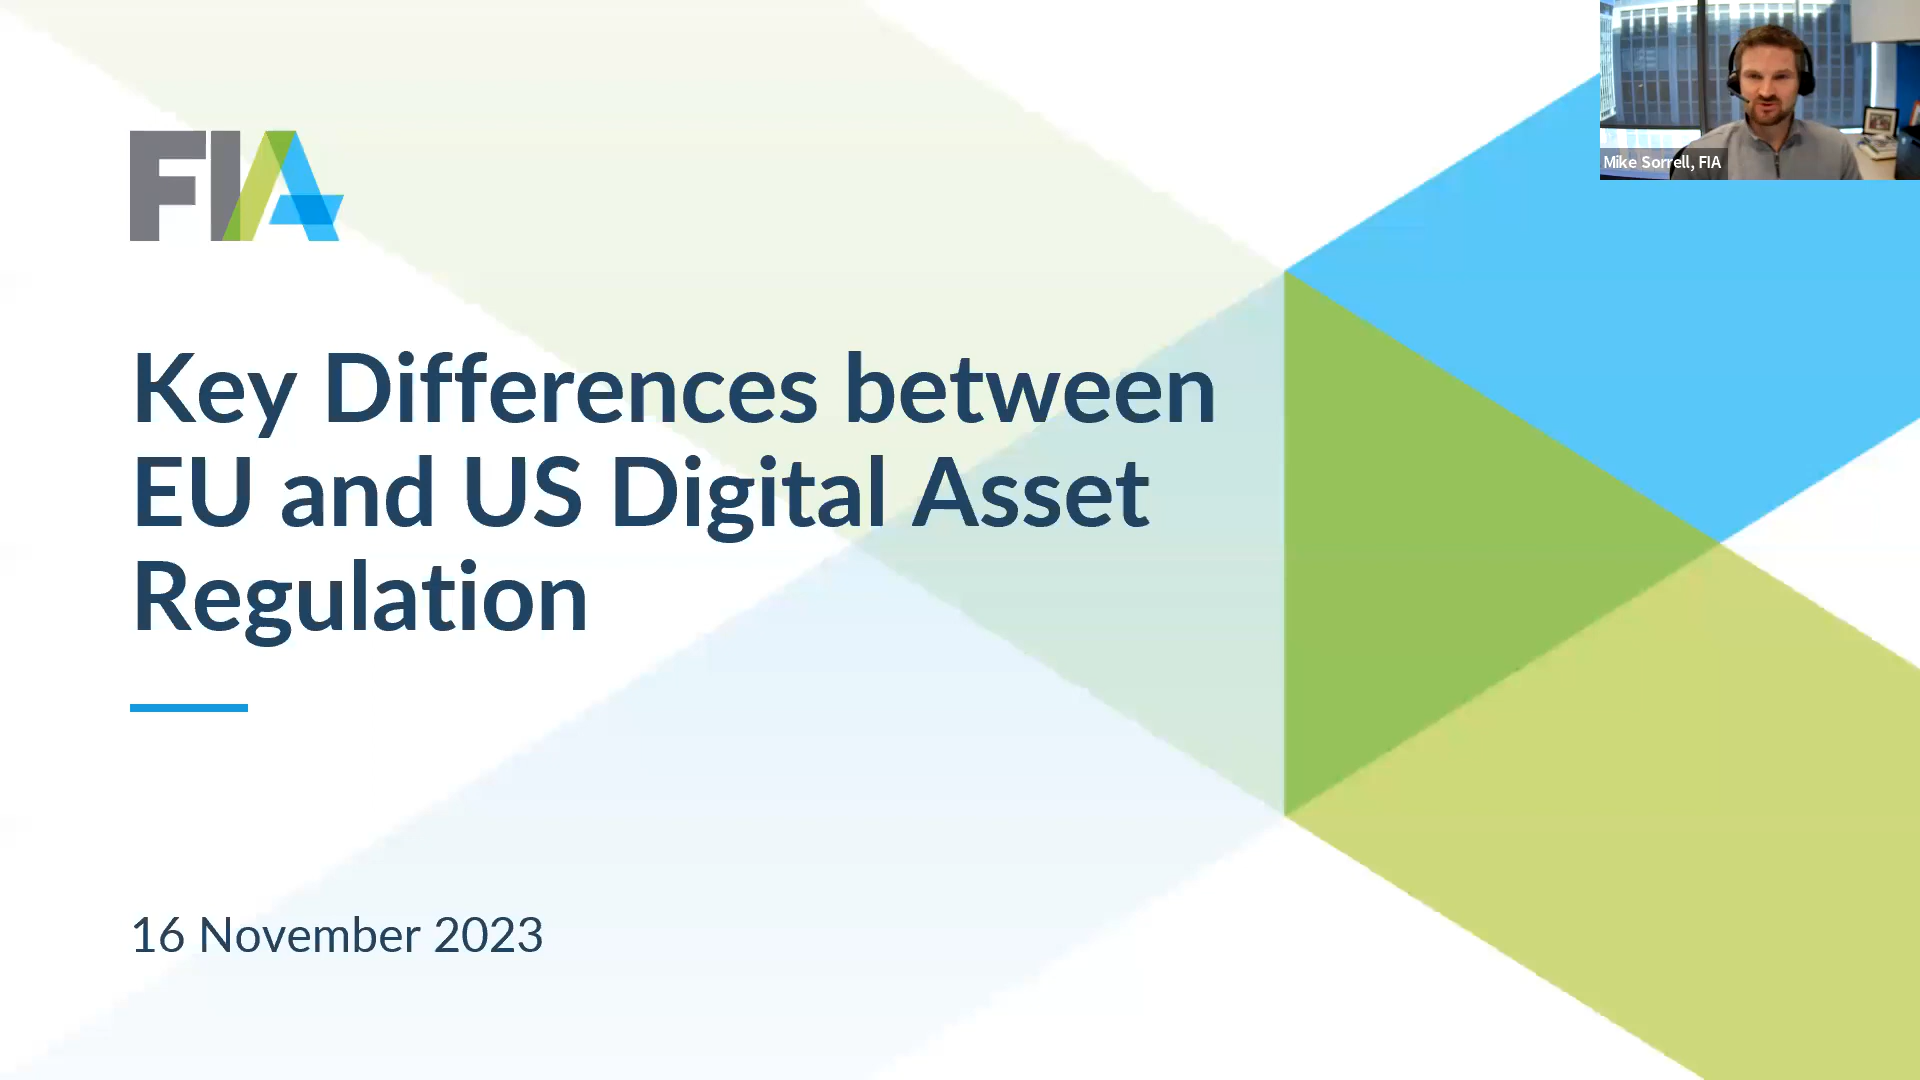 FIA
Key Differences between
EU and US Digital Asset
Regulation
16 November 2023
Mike Sorrell, FIA